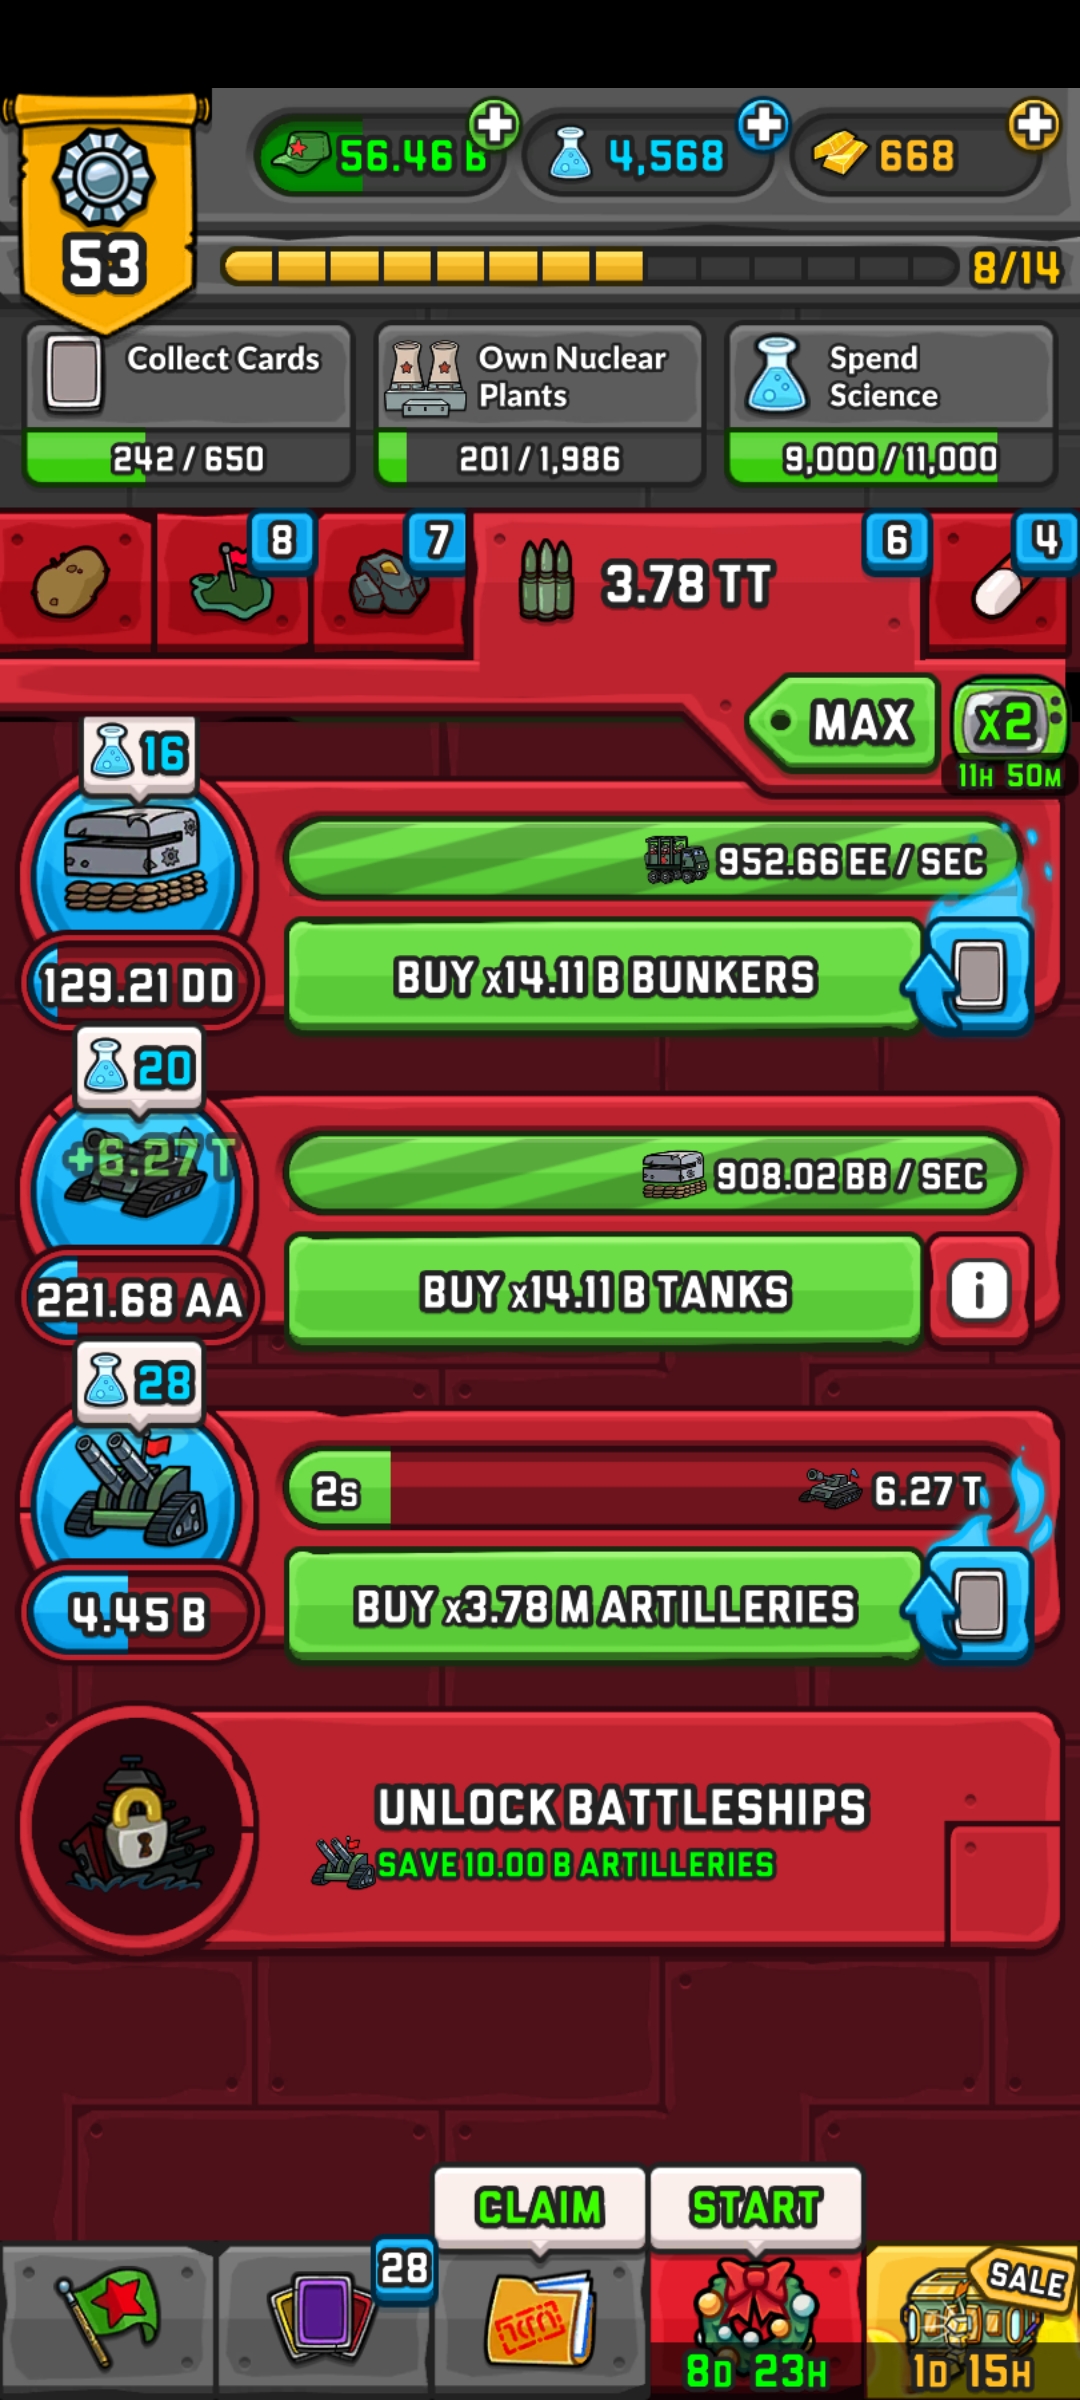 53
56.46 B
4,568
668
8/14
Collect Cards
242 / 650
Own Nuclear
Plants
201 / 1,986
Spend
Science
9,000 / 11,000
8
7
3.78 TT
6
4
MAX
x2
11H 50M
16
952.66 EE / SEC
129.21 DD
BUY x14.11 B BUNKERS
20
+6.27 T
908.02 BB / SEC
221.68 AA
BUY x14.11 B TANKS
i
28
2s
6.27 T
4.45 B
BUY x3.78 M ARTILLERIES
UNLOCK BATTLESHIPS
SAVE 10.00 B ARTILLERIES
CLAIM
START
28
SALE
8D 23H
1D 15H